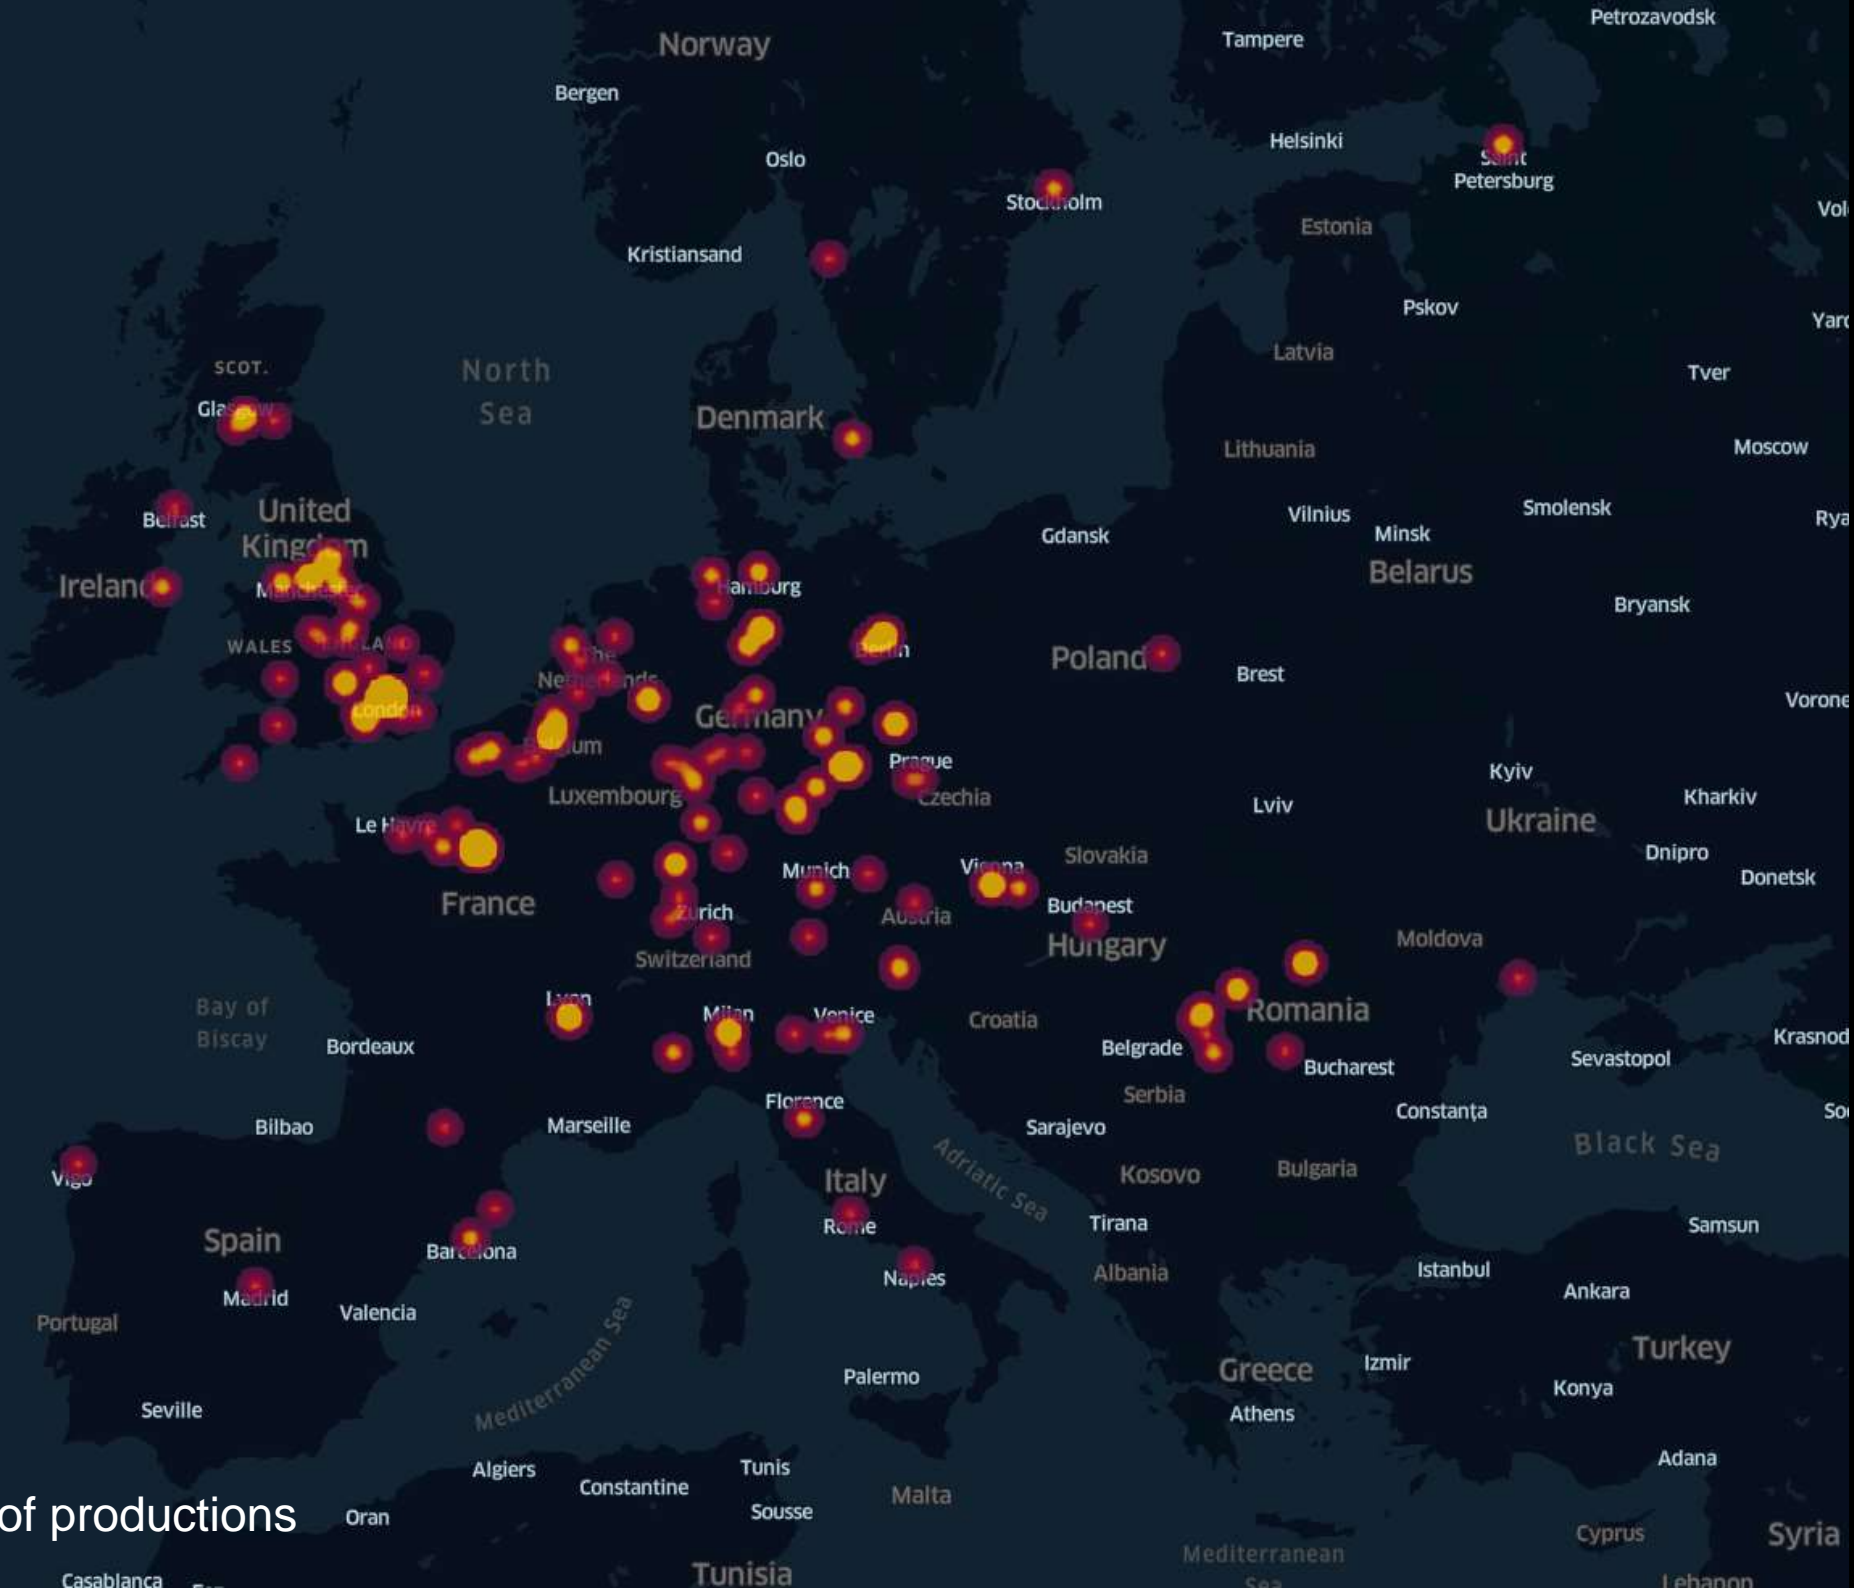 Petrozavodsk
Norway
Tampere
Bergen
Helsinki
Oslo
Saint
Petersburg
Stockholm
Vol
Estonia
Kristiansand
Pskov
Yaro
Latvia
SCOT.
North
Sea
Tver
Glasgow
Denmark
Lithuania
Moscow
United
Kingdom
Belfast
Vilnius
Smolensk
Rya
Gdansk
Minsk
Belarus
Ireland
Manchester
Hamburg
Bryansk
WALES
ENGLAND
The
Netherlands
Berlin
Poland
Brest
London
Germany
Vorone
Belgium
Prague
Kyiv
Luxembourg
Czechia
Lviv
Kharkiv
Le Havre
Ukraine
Slovakia
Dnipro
Munich
Vienna
Donetsk
France
Zurich
Austria
Budapest
Hungary
Moldova
Switzerland
Bay of
Biscay
Lyon
Milan
Venice
Croatia
Romania
Bordeaux
Belgrade
Bucharest
Sevastopol
Krasnod
Serbia
Florence
Constanţa
Soc
Bilbao
Marseille
Sarajevo
Black Sea
Adriatic Sea
Vigo
Italy
Kosovo
Bulgaria
Rome
Tirana
Samsun
Spain
Barcelona
Naples
Albania
Istanbul
Ankara
Madrid
Valencia
Portugal
Mediterranean Sea
Turkey
Greece
Izmir
Palermo
Konya
Seville
Athens
Algiers
Tunis
Adana
Constantine
Malta
of productions
Oran
Sousse
Cyprus
Syria
Mediterranean
Sea
Tunisia
Casablanca
Lebanon